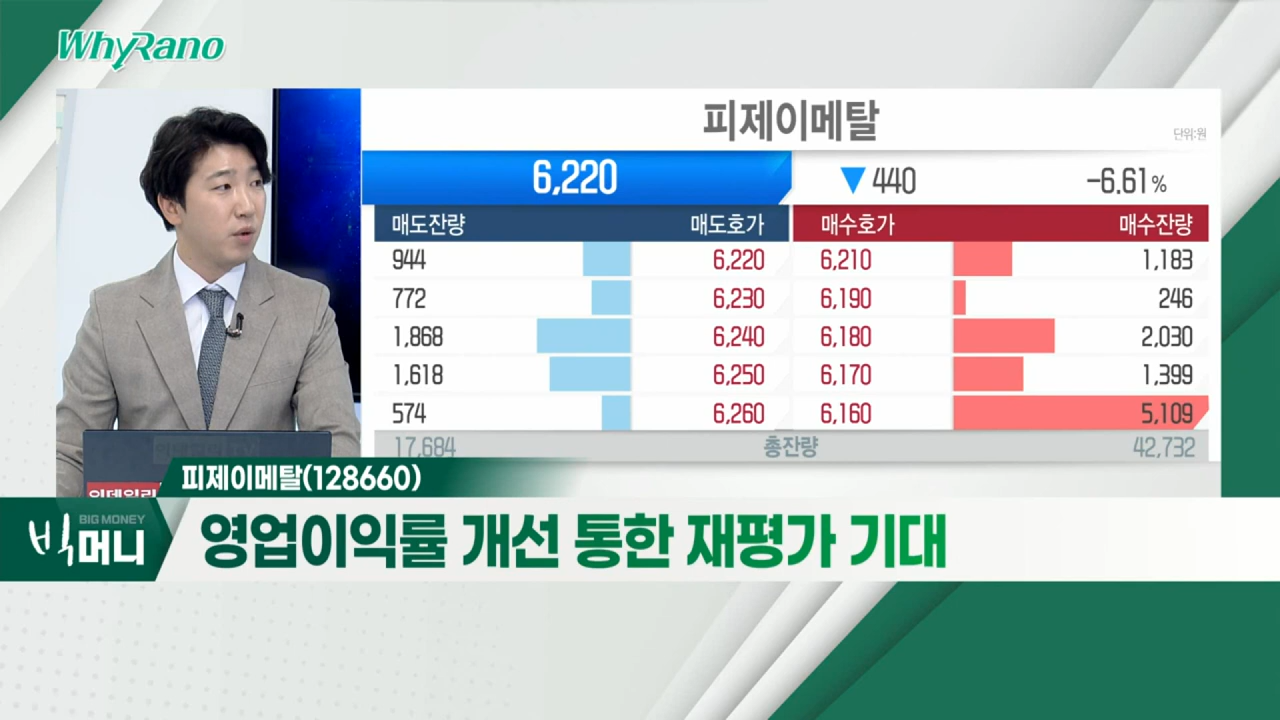 WhyRano
피제이메탈
단위:원
6,220 ▼ 440 -6.61%
매도잔량 매도호가 매수호가 매수잔량
944 6,220 6,210 1,183
772 6,230 6,190 246
1,868 6,240 6,180 2,030
1,618 6,250 6,170 1,399
574 6,260 6,160 5,109
17,684 총잔량 42,732
이데일리
피제이메탈(128660)
BIG MONEY
빅머니
영업이익률 개선 통한 재평가 기대